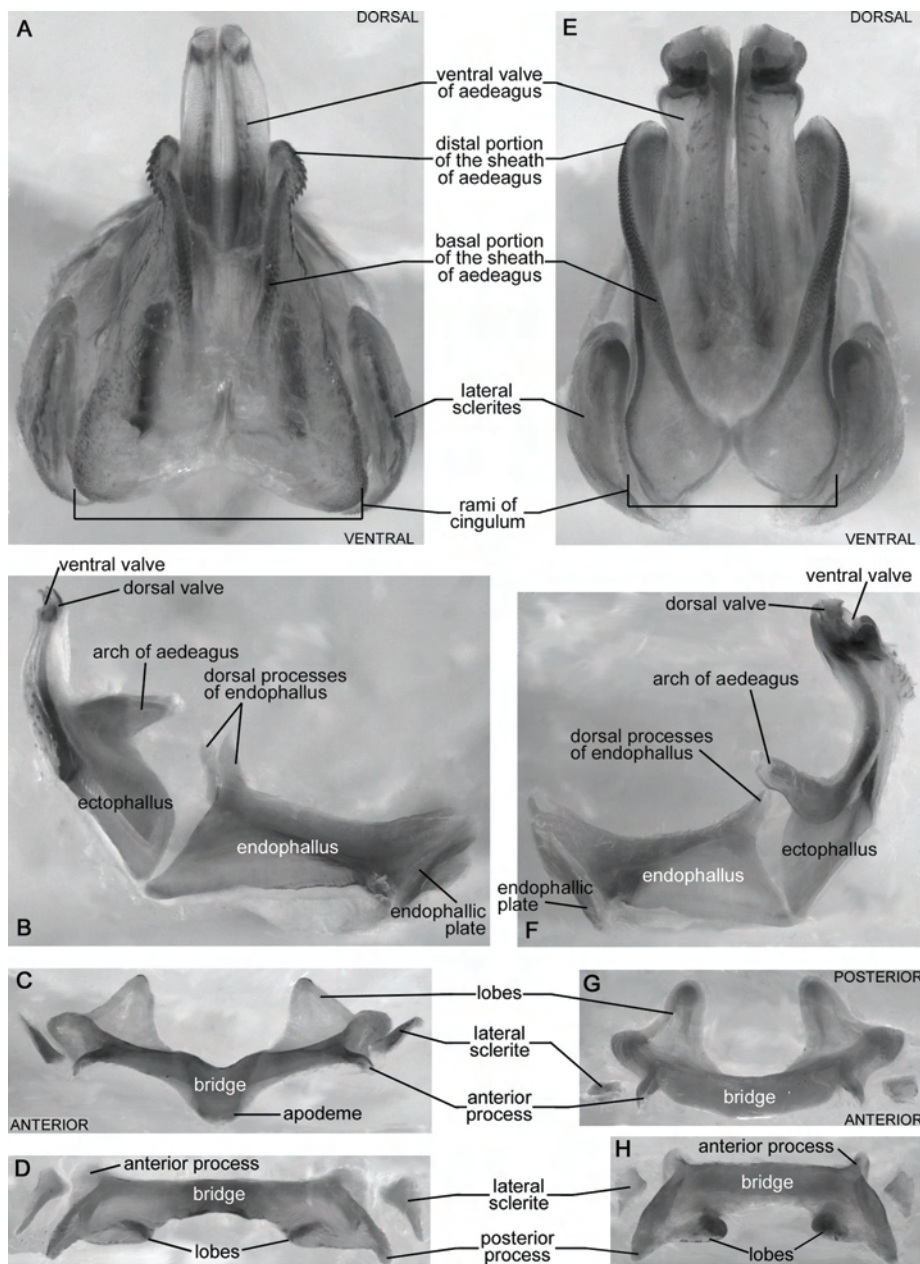 A
DORSAL
E
DORSAL
ventral valve
of aedeagus
distal portion
of the sheath
of aedeagus
basal portion
of the sheath
of aedeagus
lateral
sclerites
rami of
cingulum
VENTRAL
VENTRAL
ventral valve
dorsal valve
arch of aedeagus
dorsal processes
of endophallus
ectophallus
endophallus
endophallic
plate
B
ventral valve
dorsal valve
arch of aedeagus
dorsal processes
of endophallus
ectophallus
endophallus
endophallic
plate
F
C
lobes
lateral
sclerite
bridge
anterior
process
apodeme
ANTERIOR
G
POSTERIOR
bridge
ANTERIOR
D
anterior process
bridge
lateral
sclerite
lobes
posterior
process
H
anterior process
bridge
lobes